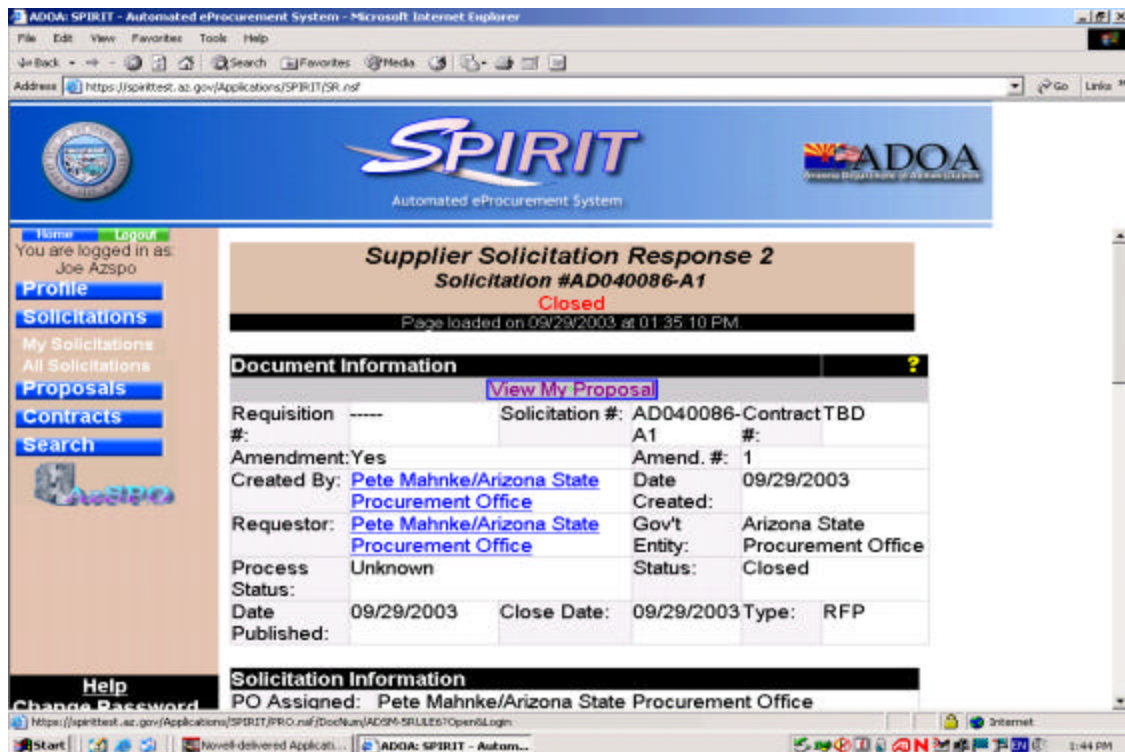 ADOA: SPIRIT - Automated eProcurement System - Microsoft Internet Explorer
File Edit View Favorites Tools Help
Back Search Favorites Media
Address https://spirittest.az.gov/Applications/SPIRIT/SR.nsf Go Links »
SPIRIT
Automated eProcurement System
ADOA
Arizona Department of Administration
Home Logout
You are logged in as:
Joe Azspo
Profile
Solicitations
My Solicitations
All Solicitations
Proposals
Contracts
Search
AzSPO
Help
Change Password
Supplier Solicitation Response 2
Solicitation #AD040086-A1
Closed
Page loaded on 09/29/2003 at 01:35:10 PM
Document Information ?
View My Proposal
Requisition ----- Solicitation #: AD040086- Contract TBD
#: A1 #:
Amendment: Yes Amend. #: 1
Created By: Pete Mahnke/Arizona State Date 09/29/2003
Procurement Office Created:
Requestor: Pete Mahnke/Arizona State Gov't Arizona State
Procurement Office Entity: Procurement Office
Process Unknown Status: Closed
Status:
Date 09/29/2003 Close Date: 09/29/2003 Type: RFP
Published:
Solicitation Information
PO Assigned: Pete Mahnke/Arizona State Procurement Office
Internet
Start Novell-delivered Applicati... ADOA: SPIRIT - Autom... 1:44 PM